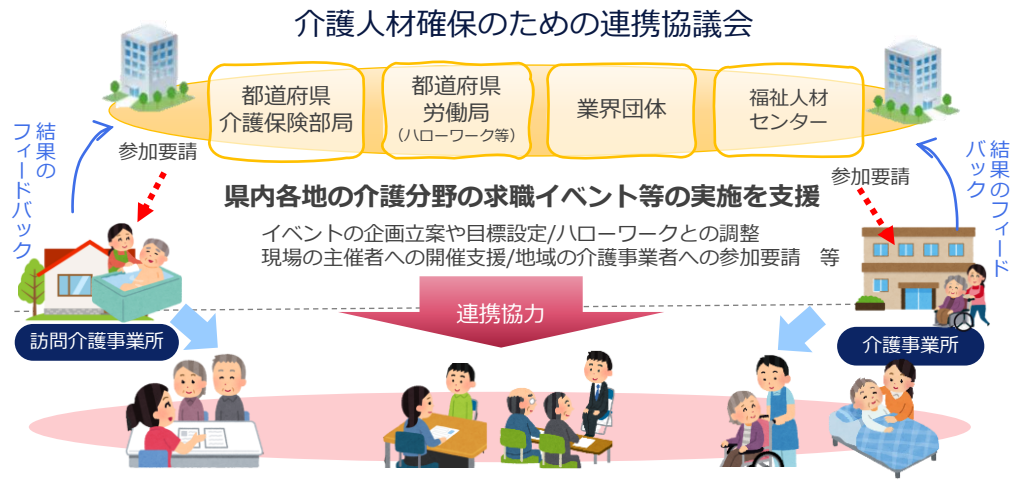 介護人材確保のための連携協議会
都道府県
介護保険部局
都道府県
労働局
（ハローワーク等）
業界団体
福祉人材
センター
結果の
フィードバック
参加要請
参加要請
結果のフィード
バック
県内各地の介護分野の求職イベント等の実施を支援
イベントの企画立案や目標設定/ハローワークとの調整
現場の主催者への開催支援/地域の介護事業者への参加要請　等
連携協力
訪問介護事業所
介護事業所